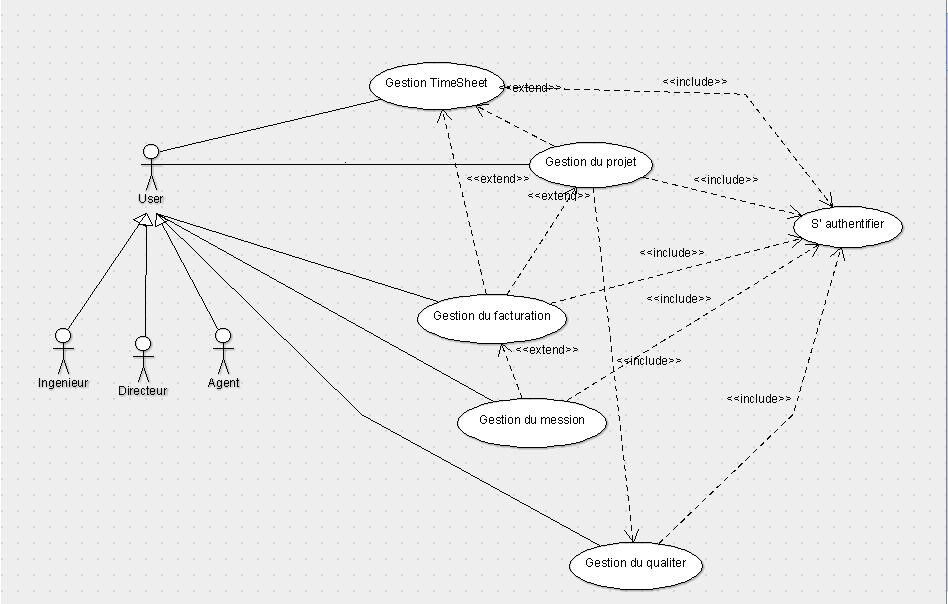 Gestion TimeSheet
<<extend>>
<<include>>
Gestion du projet
<<include>>
<<extend>>
<<extend>>
User
S' authentifier
<<include>>
<<include>>
Gestion du facturation
<<extend>>
<<include>>
Ingenieur
Directeur
Agent
<<include>>
Gestion du mession
Gestion du qualiter